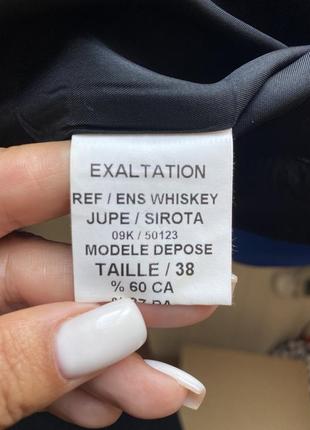 EXALTATION
REF / ENS WHISKEY
JUPE / SIROTA
09K / 50123
MODELE DEPOSE
TAILLE / 38
% 60 CA